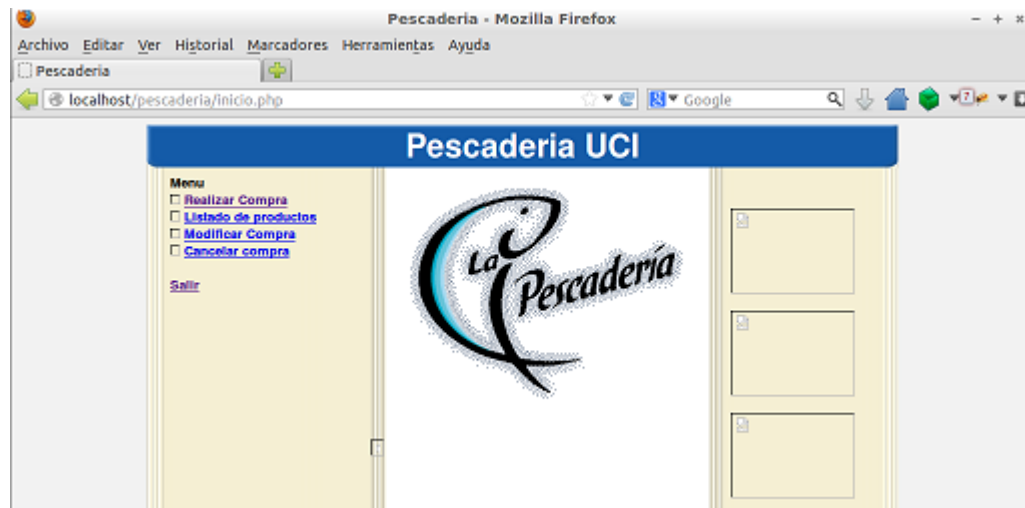 Pescaderia - Mozilla Firefox
Archivo Editar Ver Historial Marcadores Herramientas Ayuda
Pescaderia
localhost/pescaderia/inicio.php
Google
Pescaderia UCI
Menu
Realizar Compra
Listado de productos
Modificar Compra
Cancelar compra
Salir
La
Pescadería